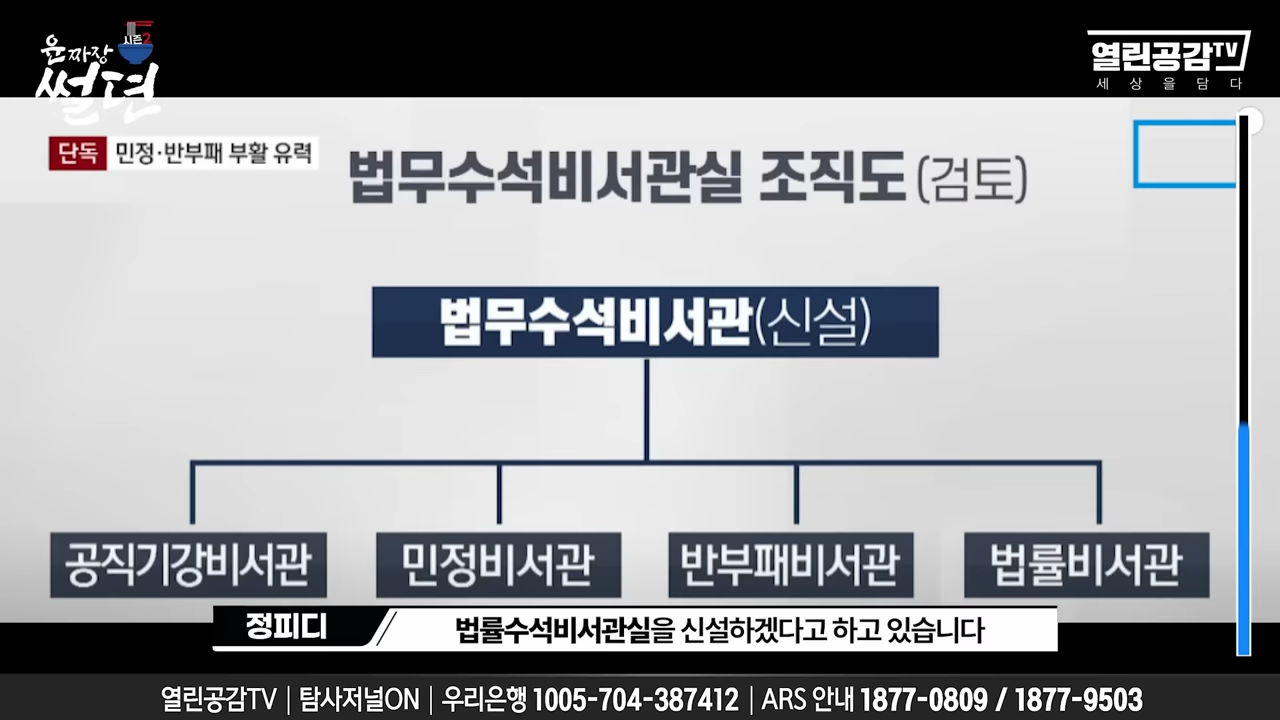 윤짜장
시즌2
썰뎐
열린공감TV
세상을담다
단독 민정·반부패 부활 유력
법무수석비서관실 조직도(검토)
법무수석비서관(신설)
공직기강비서관 민정비서관 반부패비서관 법률비서관
정피디 법률수석비서관실을 신설하겠다고 하고 있습니다
열린공감TV | 탐사저널ON | 우리은행 1005-704-387412 | ARS 안내 1877-0809 / 1877-9503